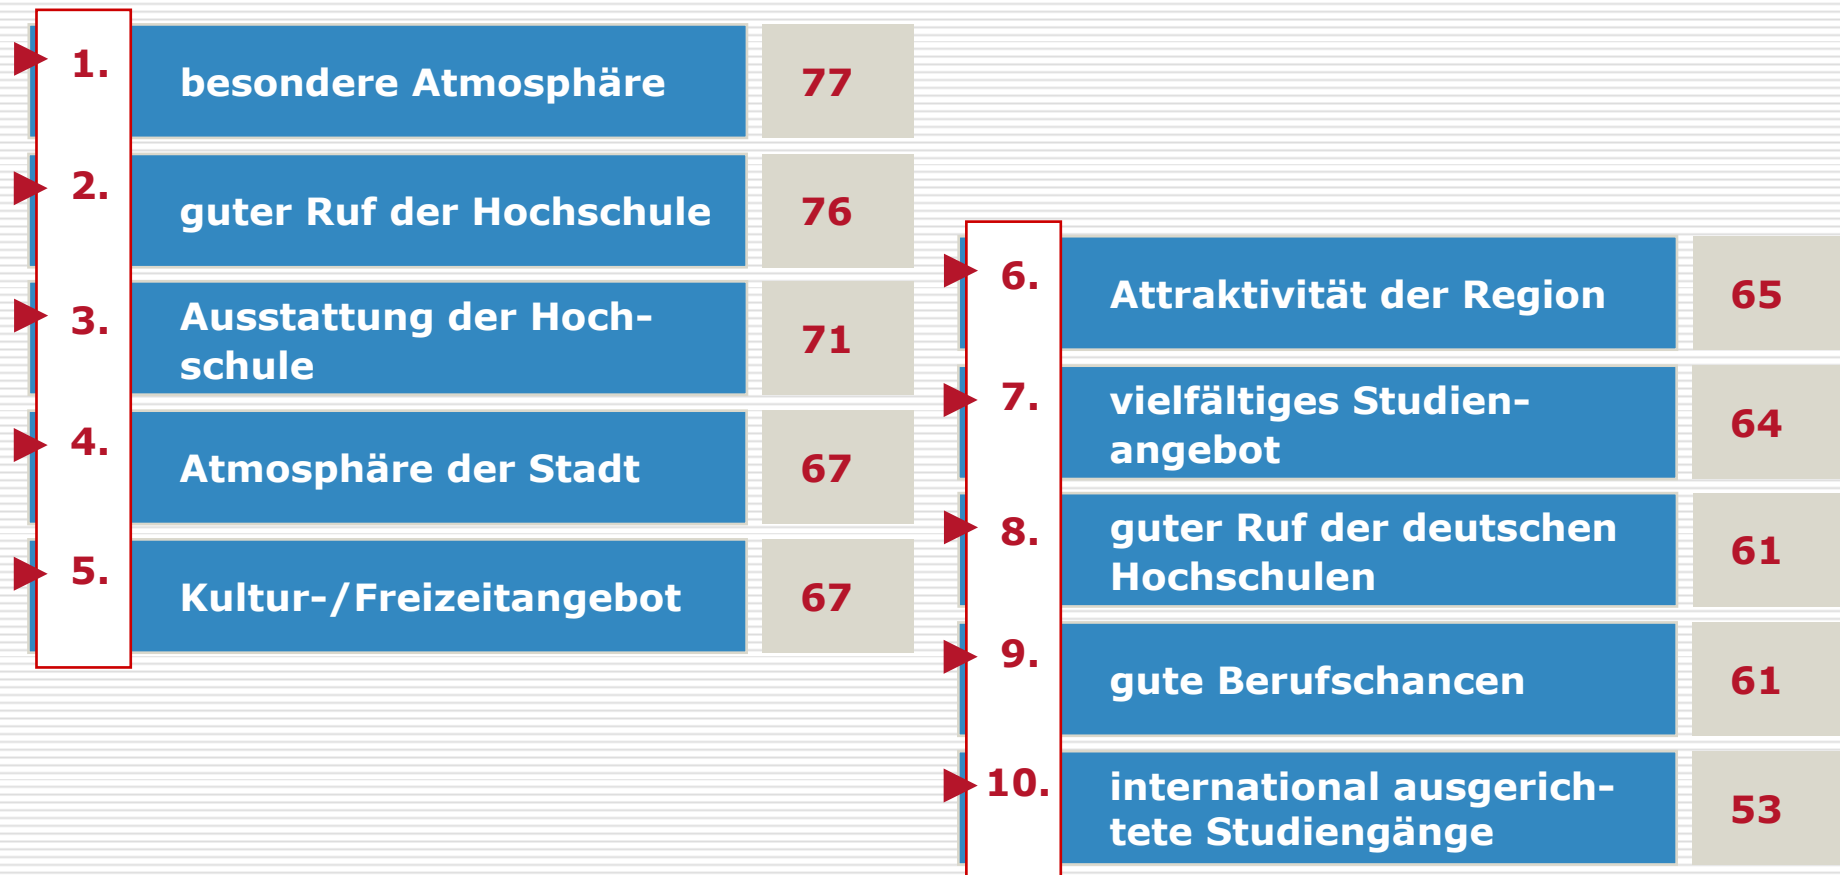 1. besondere Atmosphäre 77
2. guter Ruf der Hochschule 76
3. Ausstattung der Hoch-
schule 71
4. Atmosphäre der Stadt 67
5. Kultur-/Freizeitangebot 67
6. Attraktivität der Region 65
7. vielfältiges Studien-
angebot 64
8. guter Ruf der deutschen
Hochschulen 61
9. gute Berufschancen 61
10. international ausgerich-
tete Studiengänge 53